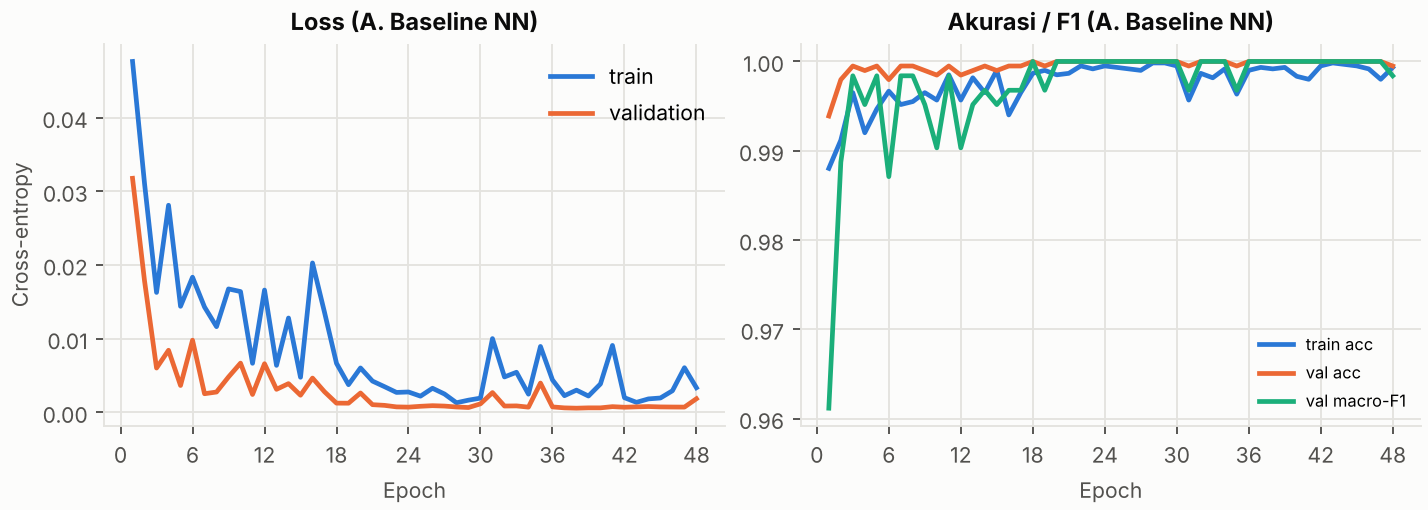 Loss (A. Baseline NN)
train
validation
Cross-entropy
0.04
0.03
0.02
0.01
0.00
0 6 12 18 24 30 36 42 48
Epoch
Akurasi / F1 (A. Baseline NN)
1.00
0.99
0.98
0.97
0.96
train acc
val acc
val macro-F1
0 6 12 18 24 30 36 42 48
Epoch